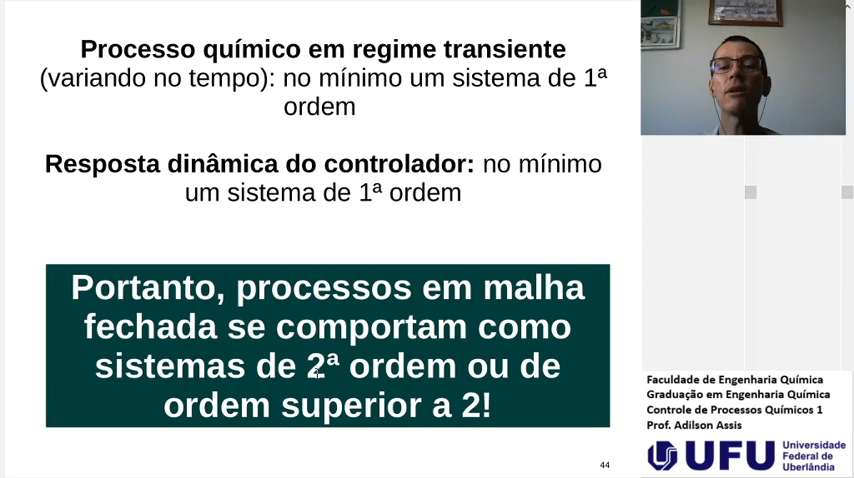 Processo químico em regime transiente
(variando no tempo): no mínimo um sistema de 1ª
ordem
Resposta dinâmica do controlador: no mínimo
um sistema de 1ª ordem
Portanto, processos em malha
fechada se comportam como
sistemas de 2ª ordem ou de
ordem superior a 2!
44
Faculdade de Engenharia Química
Graduação em Engenharia Química
Controle de Processos Químicos 1
Prof. Adilson Assis
UFU
Universidade
Federal de
Uberlândia